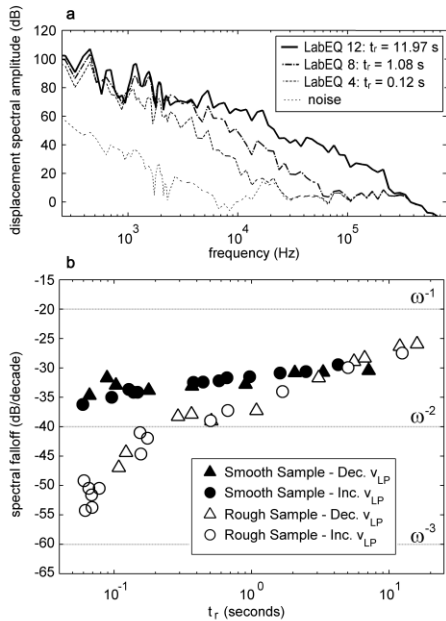 a
displacement spectral amplitude (dB)
120
100
80
60
40
20
0
LabEQ 12: tr = 11.97 s
LabEQ 8: tr = 1.08 s
LabEQ 4: tr = 0.12 s
noise
10³
10⁴
10⁵
frequency (Hz)
b
spectral falloff (dB/decade)
-15
-20
-25
-30
-35
-40
-45
-50
-55
-60
-65
ω⁻¹
ω⁻²
ω⁻³
Smooth Sample - Dec. vLP
Smooth Sample - Inc. vLP
Rough Sample - Dec. vLP
Rough Sample - Inc. vLP
10⁻¹
10⁰
10¹
tr (seconds)